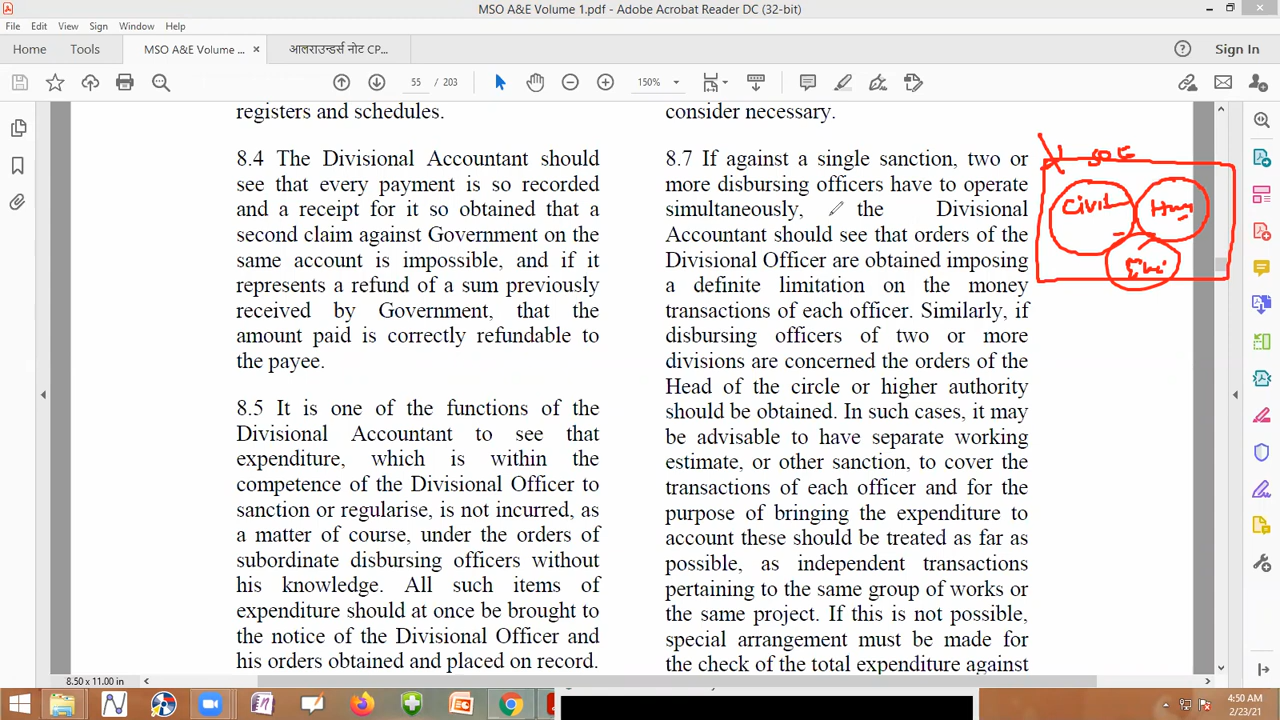 MSO A&E Volume 1.pdf - Adobe Acrobat Reader DC (32-bit)
File Edit View Sign Window Help
Home Tools MSO A&E Volume ... × आलराउन्डर्स नोट CP... Sign In
55 / 203 150%
registers and schedules.
8.4 The Divisional Accountant should
see that every payment is so recorded
and a receipt for it so obtained that a
second claim against Government on the
same account is impossible, and if it
represents a refund of a sum previously
received by Government, that the
amount paid is correctly refundable to
the payee.
8.5 It is one of the functions of the
Divisional Accountant to see that
expenditure, which is within the
competence of the Divisional Officer to
sanction or regularise, is not incurred, as
a matter of course, under the orders of
subordinate disbursing officers without
his knowledge. All such items of
expenditure should at once be brought to
the notice of the Divisional Officer and
his orders obtained and placed on record.
consider necessary.
8.7 If against a single sanction, two or
more disbursing officers have to operate
simultaneously, the Divisional
Accountant should see that orders of the
Divisional Officer are obtained imposing
a definite limitation on the money
transactions of each officer. Similarly, if
disbursing officers of two or more
divisions are concerned the orders of the
Head of the circle or higher authority
should be obtained. In such cases, it may
be advisable to have separate working
estimate, or other sanction, to cover the
transactions of each officer and for the
purpose of bringing the expenditure to
account these should be treated as far as
possible, as independent transactions
pertaining to the same group of works or
the same project. If this is not possible,
special arrangement must be made for
the check of the total expenditure against
Civil
8.50 x 11.00 in
4:50 AM
2/23/21